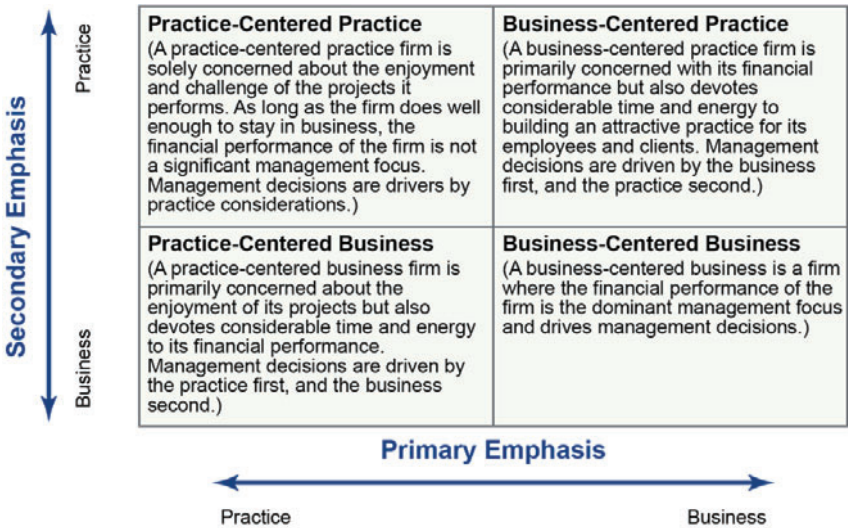 Practice-Centered Practice
(A practice-centered practice firm is
solely concerned about the enjoyment
and challenge of the projects it
performs. As long as the firm does well
enough to stay in business, the
financial performance of the firm is not
a significant management focus.
Management decisions are drivers by
practice considerations.)
Business-Centered Practice
(A business-centered practice firm is
primarily concerned with its financial
performance but also devotes
considerable time and energy to
building an attractive practice for its
employees and clients. Management
decisions are driven by the business
first, and the practice second.)
Practice-Centered Business
(A practice-centered business firm is
primarily concerned about the
enjoyment of its projects but also
devotes considerable time and energy
to its financial performance.
Management decisions are driven by
the practice first, and the business
second.)
Business-Centered Business
(A business-centered business is a firm
where the financial performance of the
firm is the dominant management focus
and drives management decisions.)
Secondary Emphasis
Practice
Business
Primary Emphasis
Practice
Business